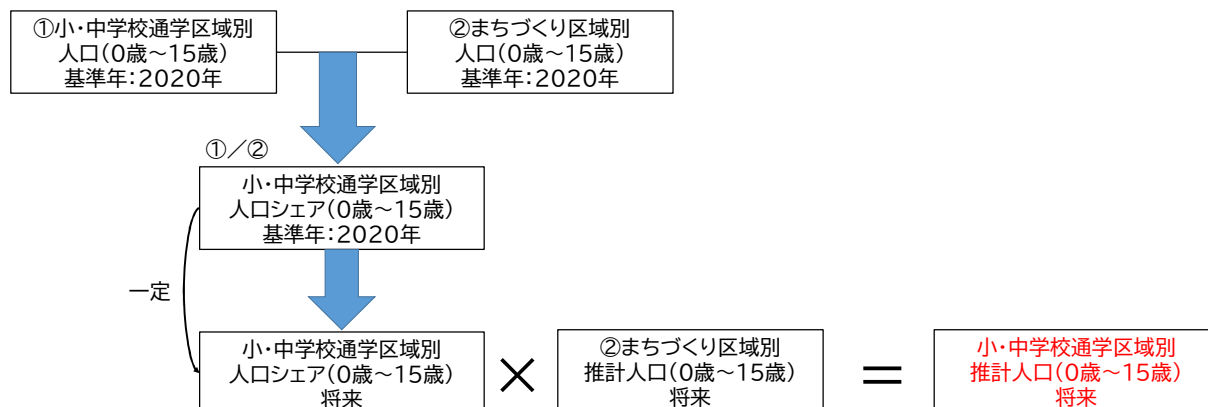 ①小・中学校通学区域別
人口(0歳～15歳)
基準年：2020年
②まちづくり区域別
人口(0歳～15歳)
基準年：2020年
①／②
小・中学校通学区域別
人口シェア(0歳～15歳)
基準年：2020年
一定
小・中学校通学区域別
人口シェア(0歳～15歳)
将来
×
②まちづくり区域別
推計人口(0歳～15歳)
将来
＝
小・中学校通学区域別
推計人口(0歳～15歳)
将来